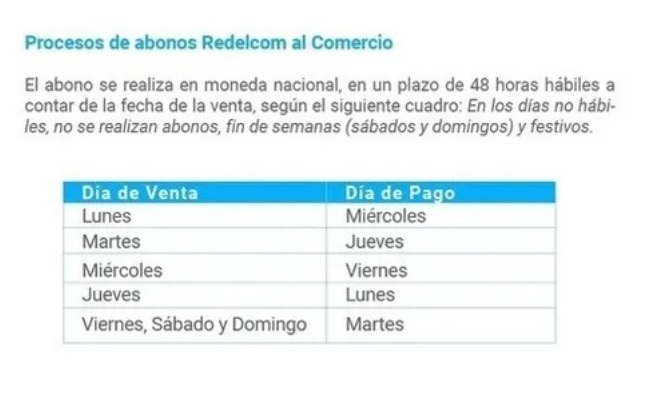 Procesos de abonos Redelcom al Comercio
El abono se realiza en moneda nacional, en un plazo de 48 horas hábiles a
contar de la fecha de la venta, según el siguiente cuadro: En los días no hábi-
les, no se realizan abonos, fin de semanas (sábados y domingos) y festivos.
Día de Venta Día de Pago
Lunes Miércoles
Martes Jueves
Miércoles Viernes
Jueves Lunes
Viernes, Sábado y Domingo Martes